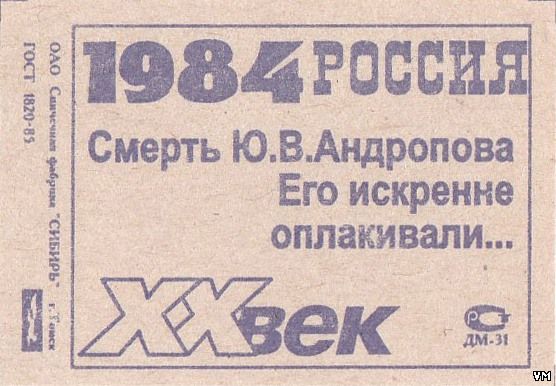 1984 РОССИЯ
Смерть Ю.В.Андропова
Его искренне
оплакивали...
XX век
ДМ-31
ОАО Спичечная фабрика "СИБИРЬ"
ГОСТ 1820-85
VM